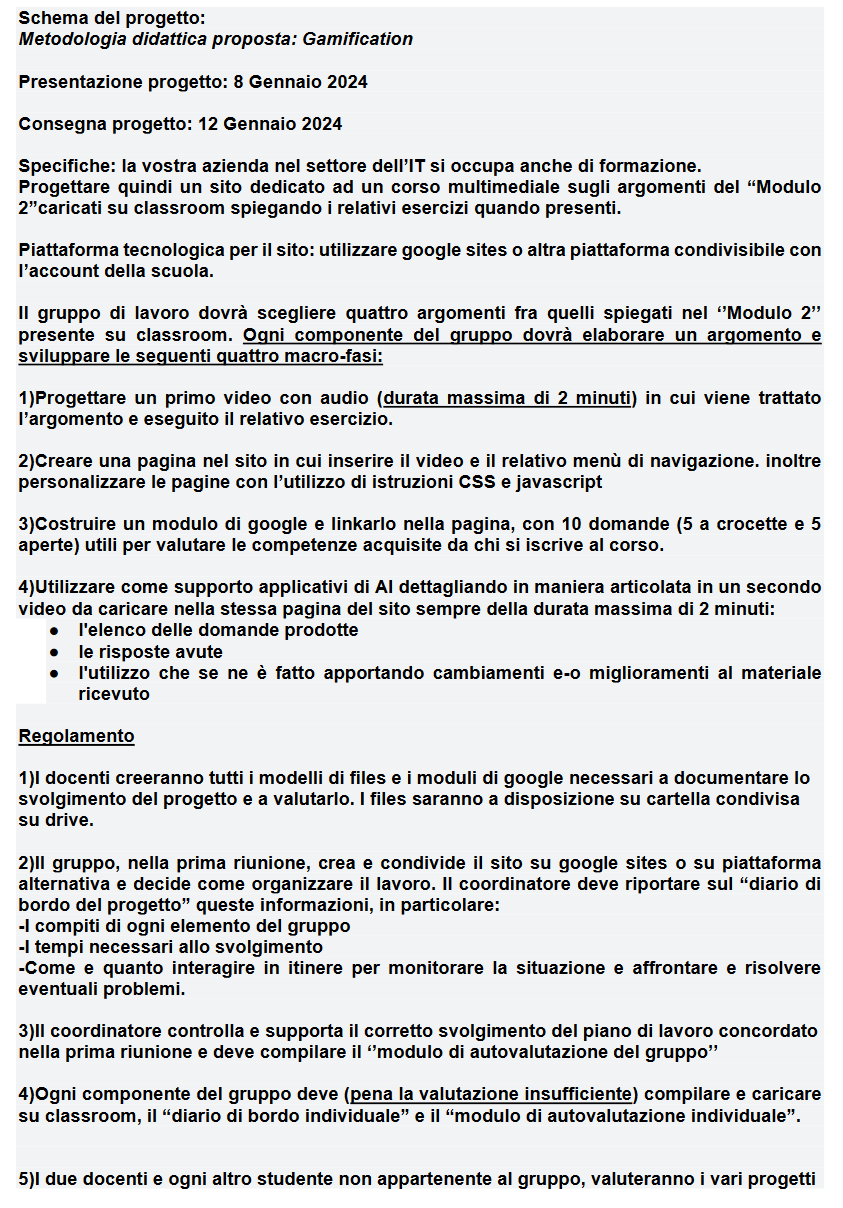 Schema del progetto:
Metodologia didattica proposta: Gamification
Presentazione progetto: 8 Gennaio 2024
Consegna progetto: 12 Gennaio 2024
Specifiche: la vostra azienda nel settore dell’IT si occupa anche di formazione.
Progettare quindi un sito dedicato ad un corso multimediale sugli argomenti del “Modulo
2”caricati su classroom spiegando i relativi esercizi quando presenti.
Piattaforma tecnologica per il sito: utilizzare google sites o altra piattaforma condivisibile con
l’account della scuola.
Il gruppo di lavoro dovrà scegliere quattro argomenti fra quelli spiegati nel ‘’Modulo 2’’
presente su classroom. Ogni componente del gruppo dovrà elaborare un argomento e
sviluppare le seguenti quattro macro-fasi:
1)Progettare un primo video con audio (durata massima di 2 minuti) in cui viene trattato
l’argomento e eseguito il relativo esercizio.
2)Creare una pagina nel sito in cui inserire il video e il relativo menù di navigazione. inoltre
personalizzare le pagine con l’utilizzo di istruzioni CSS e javascript
3)Costruire un modulo di google e linkarlo nella pagina, con 10 domande (5 a crocette e 5
aperte) utili per valutare le competenze acquisite da chi si iscrive al corso.
4)Utilizzare come supporto applicativi di AI dettagliando in maniera articolata in un secondo
video da caricare nella stessa pagina del sito sempre della durata massima di 2 minuti:
● l'elenco delle domande prodotte
● le risposte avute
● l'utilizzo che se ne è fatto apportando cambiamenti e-o miglioramenti al materiale
ricevuto
Regolamento
1)I docenti creeranno tutti i modelli di files e i moduli di google necessari a documentare lo
svolgimento del progetto e a valutarlo. I files saranno a disposizione su cartella condivisa
su drive.
2)Il gruppo, nella prima riunione, crea e condivide il sito su google sites o su piattaforma
alternativa e decide come organizzare il lavoro. Il coordinatore deve riportare sul “diario di
bordo del progetto” queste informazioni, in particolare:
-I compiti di ogni elemento del gruppo
-I tempi necessari allo svolgimento
-Come e quanto interagire in itinere per monitorare la situazione e affrontare e risolvere
eventuali problemi.
3)Il coordinatore controlla e supporta il corretto svolgimento del piano di lavoro concordato
nella prima riunione e deve compilare il ‘’modulo di autovalutazione del gruppo’’
4)Ogni componente del gruppo deve (pena la valutazione insufficiente) compilare e caricare
su classroom, il “diario di bordo individuale” e il “modulo di autovalutazione individuale”.
5)I due docenti e ogni altro studente non appartenente al gruppo, valuteranno i vari progetti